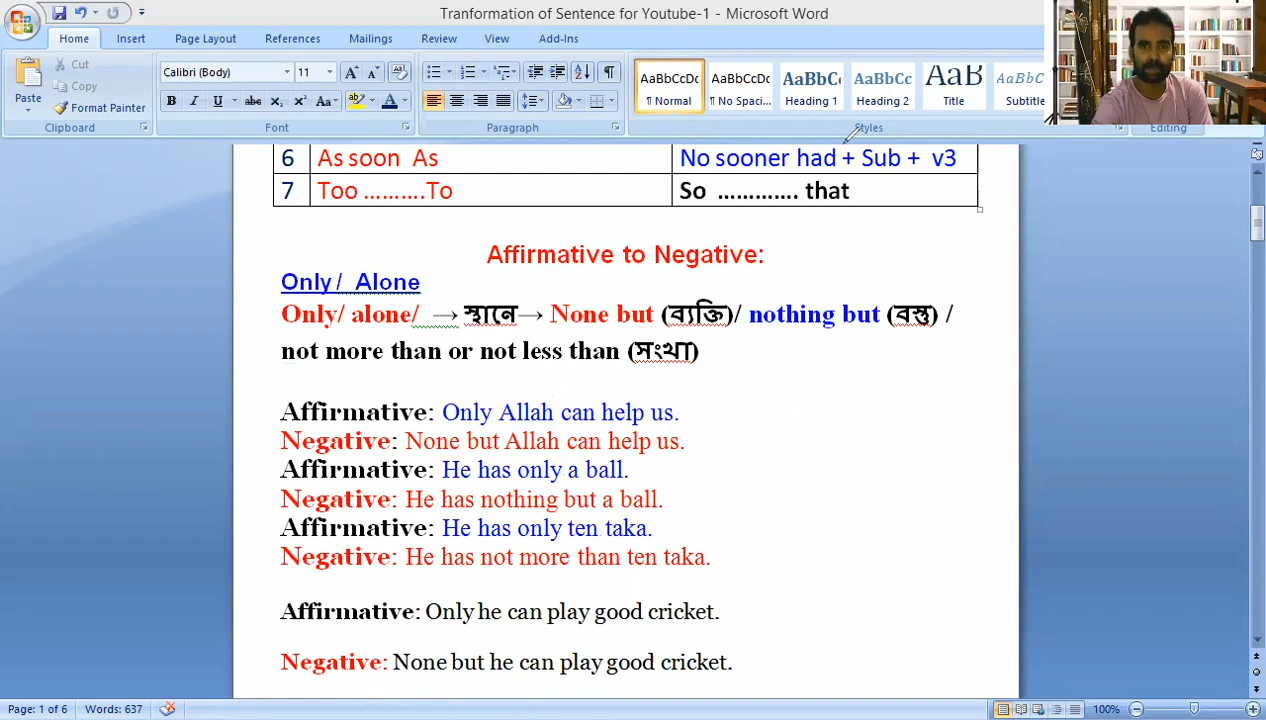 Tranformation of Sentence for Youtube-1 - Microsoft Word
Home Insert Page Layout References Mailings Review View Add-Ins
Cut
Copy
Format Painter
Paste
Calibri (Body) 11
AaBbCcDc AaBbCcDc AaBbC AaBbCc AaB AaBbCc
¶ Normal ¶ No Spaci... Heading 1 Heading 2 Title Subtitle
Clipboard Font Paragraph Styles Editing
6 As soon As No sooner had + Sub + v3
7 Too ……….To So …………. that
Affirmative to Negative:
Only / Alone
Only/ alone/ → স্থানে→ None but (ব্যক্তি)/ nothing but (বস্তু) /
not more than or not less than (সংখা)
Affirmative: Only Allah can help us.
Negative: None but Allah can help us.
Affirmative: He has only a ball.
Negative: He has nothing but a ball.
Affirmative: He has only ten taka.
Negative: He has not more than ten taka.
Affirmative: Only he can play good cricket.
Negative: None but he can play good cricket.
Page: 1 of 6 Words: 637 100%